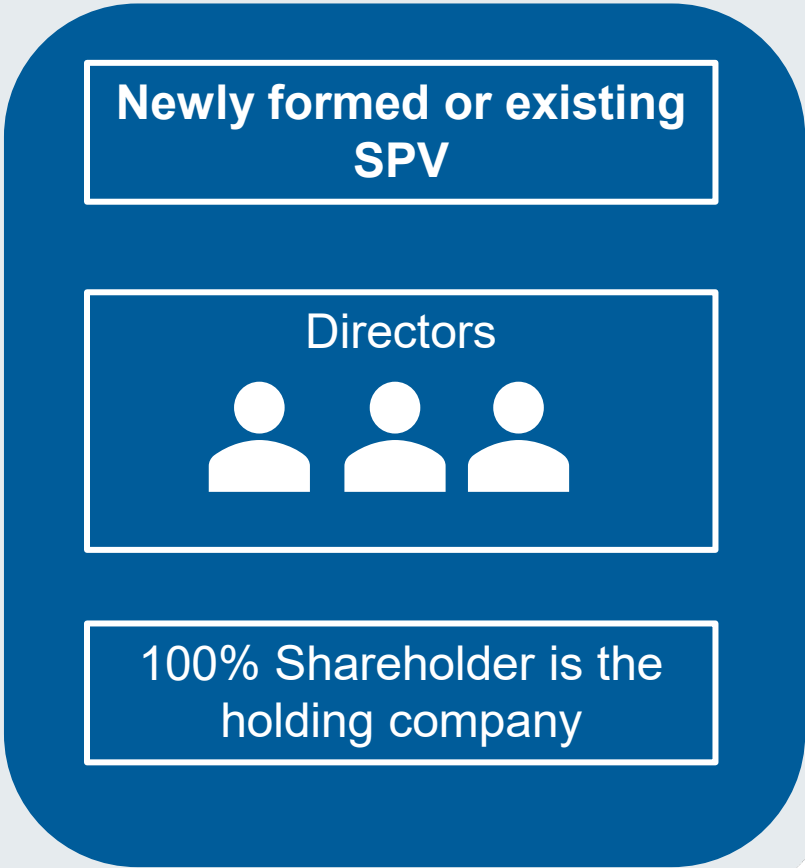 Newly formed or existing
SPV
Directors
100% Shareholder is the
holding company